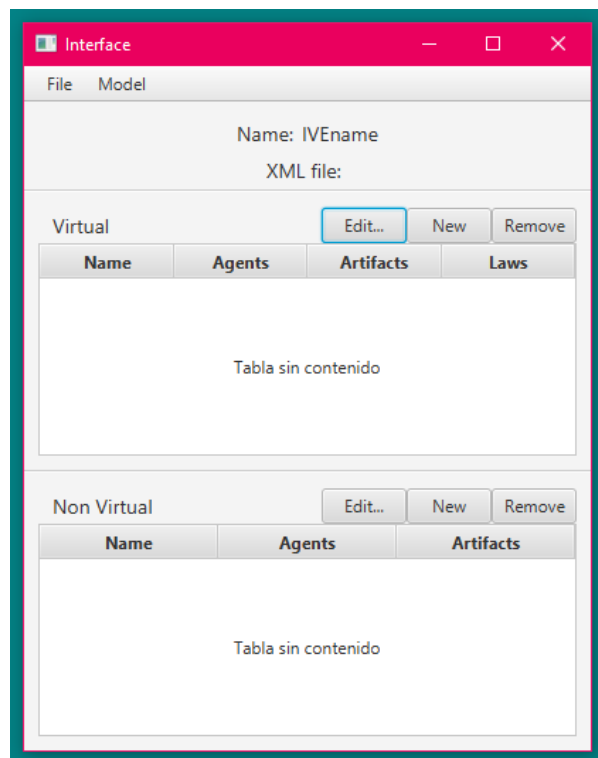 Interface
File Model
Name: IVEname
XML file:
Virtual Edit... New Remove
Name Agents Artifacts Laws
Tabla sin contenido
Non Virtual Edit... New Remove
Name Agents Artifacts
Tabla sin contenido